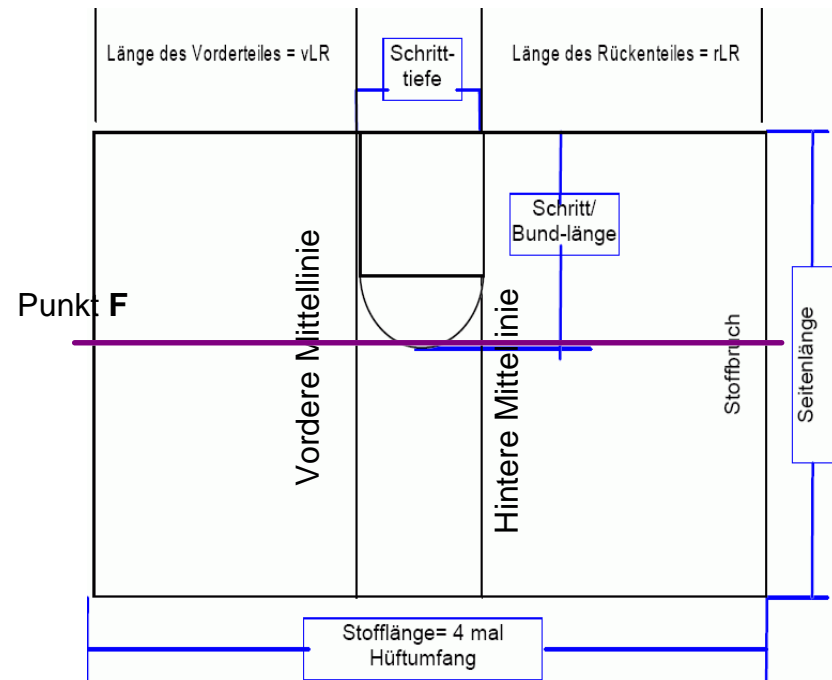 Länge des Vorderteiles = vLR
Schritt-
tiefe
Länge des Rückenteiles = rLR
Schritt/
Bund-länge
Vordere Mittellinie
Punkt F
Hintere Mittellinie
Stoffbruch
Seitenlänge
Stofflänge= 4 mal
Hüftumfang